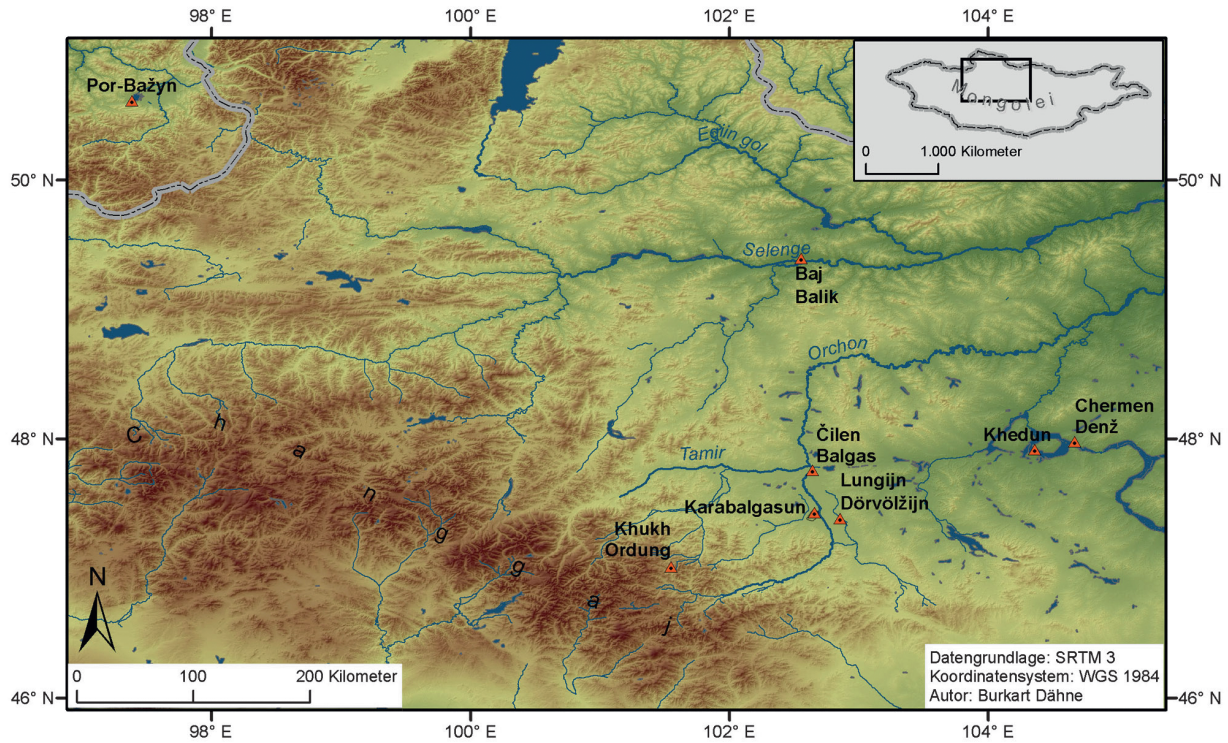 98° E
100° E
102° E
104° E
Por-Bažyn
Mongolei
0
1.000 Kilometer
Egiin gol
50° N
50° N
Selenge
Baj
Balik
Orchon
Chermen
Denž
Khedun
Čilen
Balgas
48° N
48° N
Changgaj
Tamir
Lungijn
Dörvölžijn
Karabalgasun
Khukh
Ordung
N
0
100
200 Kilometer
Datengrundlage: SRTM 3
Koordinatensystem: WGS 1984
Autor: Burkart Dähne
46° N
46° N
98° E
100° E
102° E
104° E